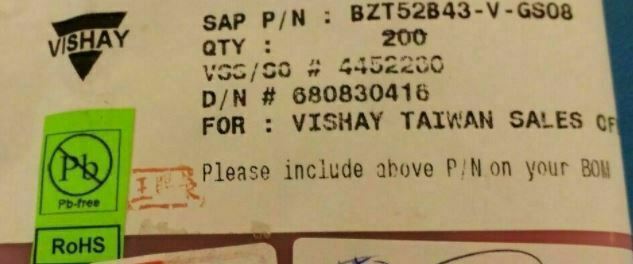 VISHAY
SAP P/N : BZT52B43-V-GS08
QTY : 200
VSS/SO # 4452200
D/N # 680830416
FOR : VISHAY TAIWAN SALES OF
Please include above P/N on your BOM
Pb
Pb-free
RoHS